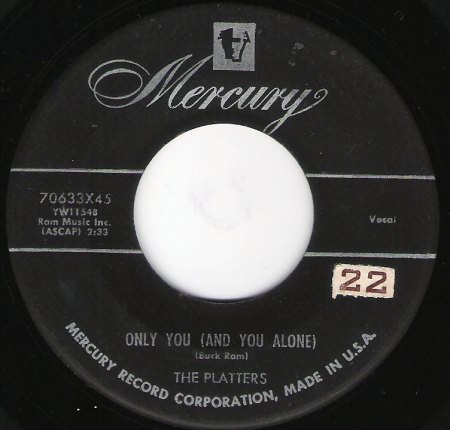 Mercury
70633X45
YW11548
Ram Music Inc.
(ASCAP) 2:33
Vocal
22
ONLY YOU (AND YOU ALONE)
(Buck Ram)
THE PLATTERS
MERCURY RECORD CORPORATION, MADE IN U.S.A.